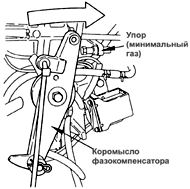 Упор
(минимальный
газ)
Коромысло
фазокомпенсатора